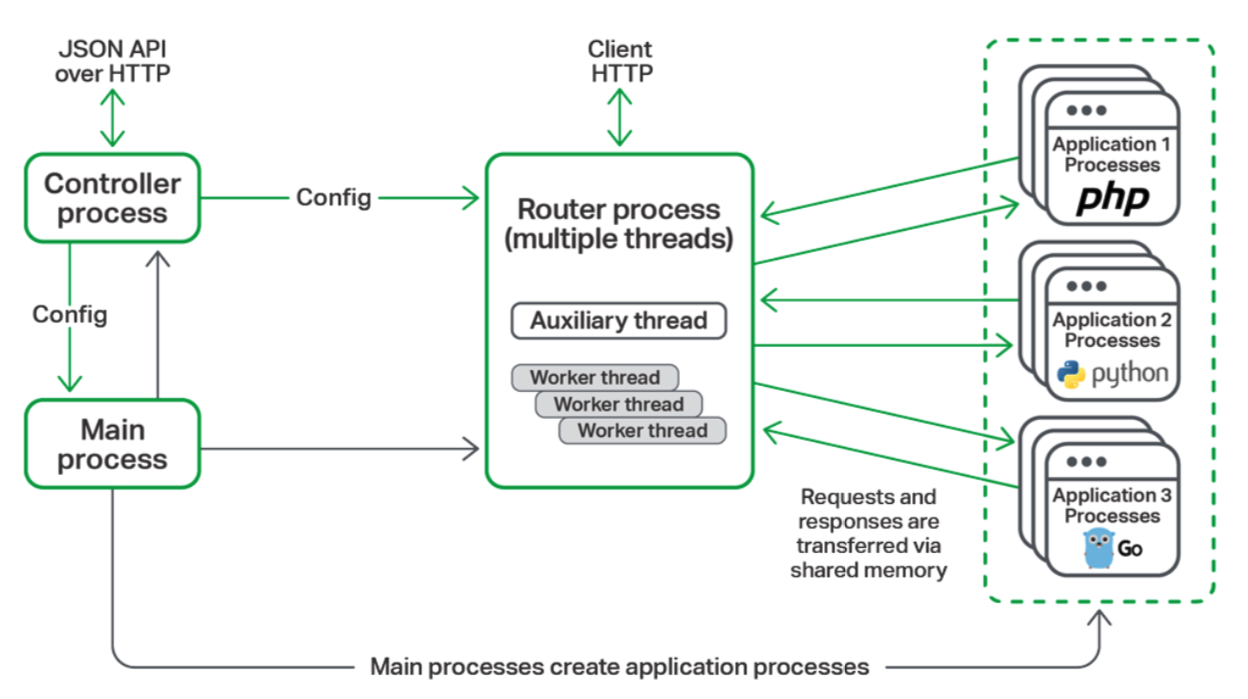 JSON API
over HTTP
Client
HTTP
Controller
process
Config
Config
Main
process
Router process
(multiple threads)
Auxiliary thread
Worker thread
Worker thread
Worker thread
Application 1
Processes
php
Application 2
Processes
python
Application 3
Processes
Go
Requests and
responses are
transferred via
shared memory
Main processes create application processes